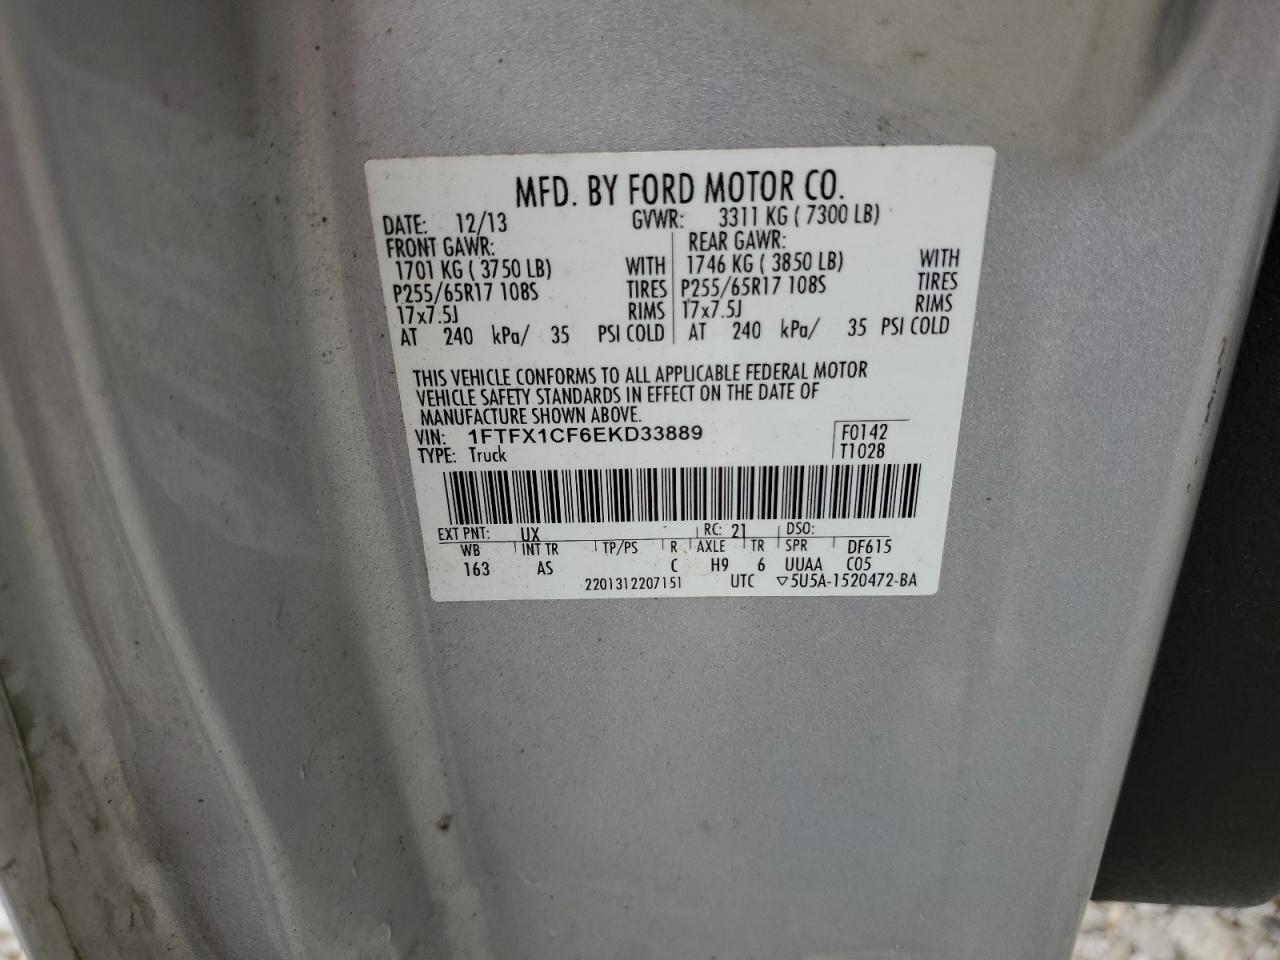 MFD. BY FORD MOTOR CO.
DATE: 12/13 GVWR: 3311 KG ( 7300 LB)
FRONT GAWR: REAR GAWR:
1701 KG ( 3750 LB) WITH 1746 KG ( 3850 LB) WITH
P255/65R17 108S TIRES P255/65R17 108S TIRES
17x7.5J RIMS 17x7.5J RIMS
AT 240 kPa/ 35 PSI COLD AT 240 kPa/ 35 PSI COLD
THIS VEHICLE CONFORMS TO ALL APPLICABLE FEDERAL MOTOR
VEHICLE SAFETY STANDARDS IN EFFECT ON THE DATE OF
MANUFACTURE SHOWN ABOVE.
VIN: 1FTFX1CF6EKD33889 F0142
TYPE: Truck T1028
EXT PNT: UX RC: 21 DSO:
WB INT TR TP/PS R AXLE TR SPR DF615
163 AS C H9 6 UUAA C05
2201312207151 UTC ▽5U5A-1520472-BA